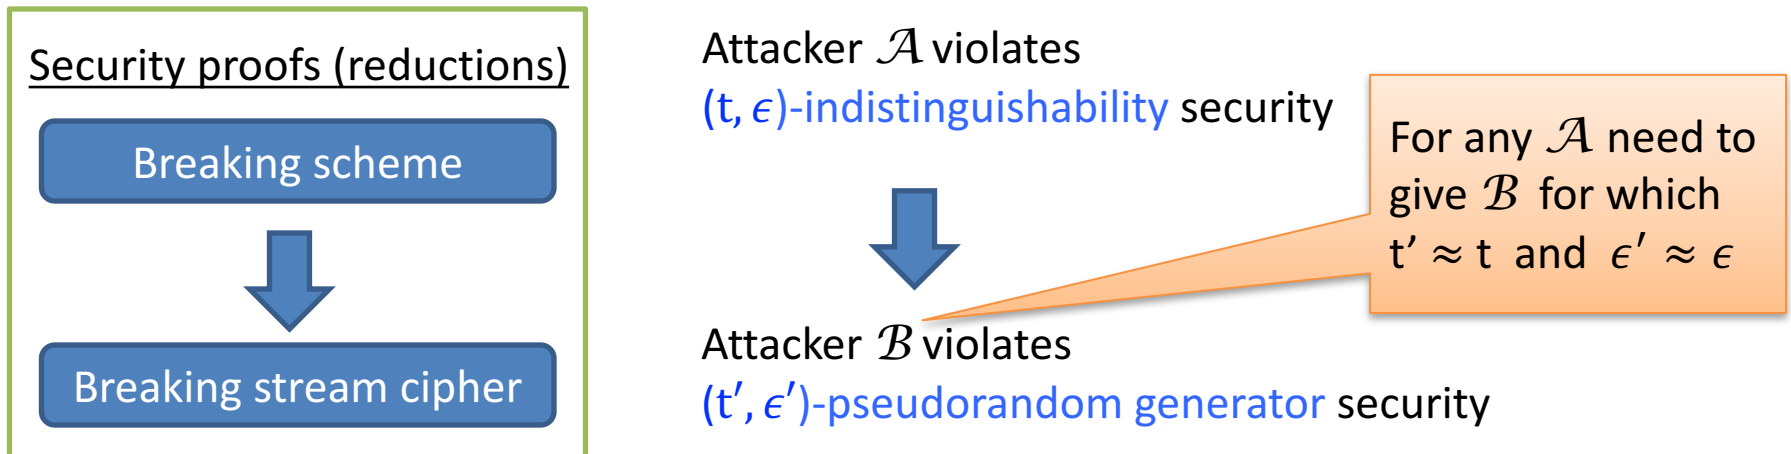 Security proofs (reductions)
Breaking scheme
Breaking stream cipher
Attacker 𝒜 violates
(t, ϵ)-indistinguishability security
Attacker ℬ violates
(t′, ϵ′)-pseudorandom generator security
For any 𝒜 need to
give ℬ for which
t' ≈ t and ϵ′ ≈ ϵ